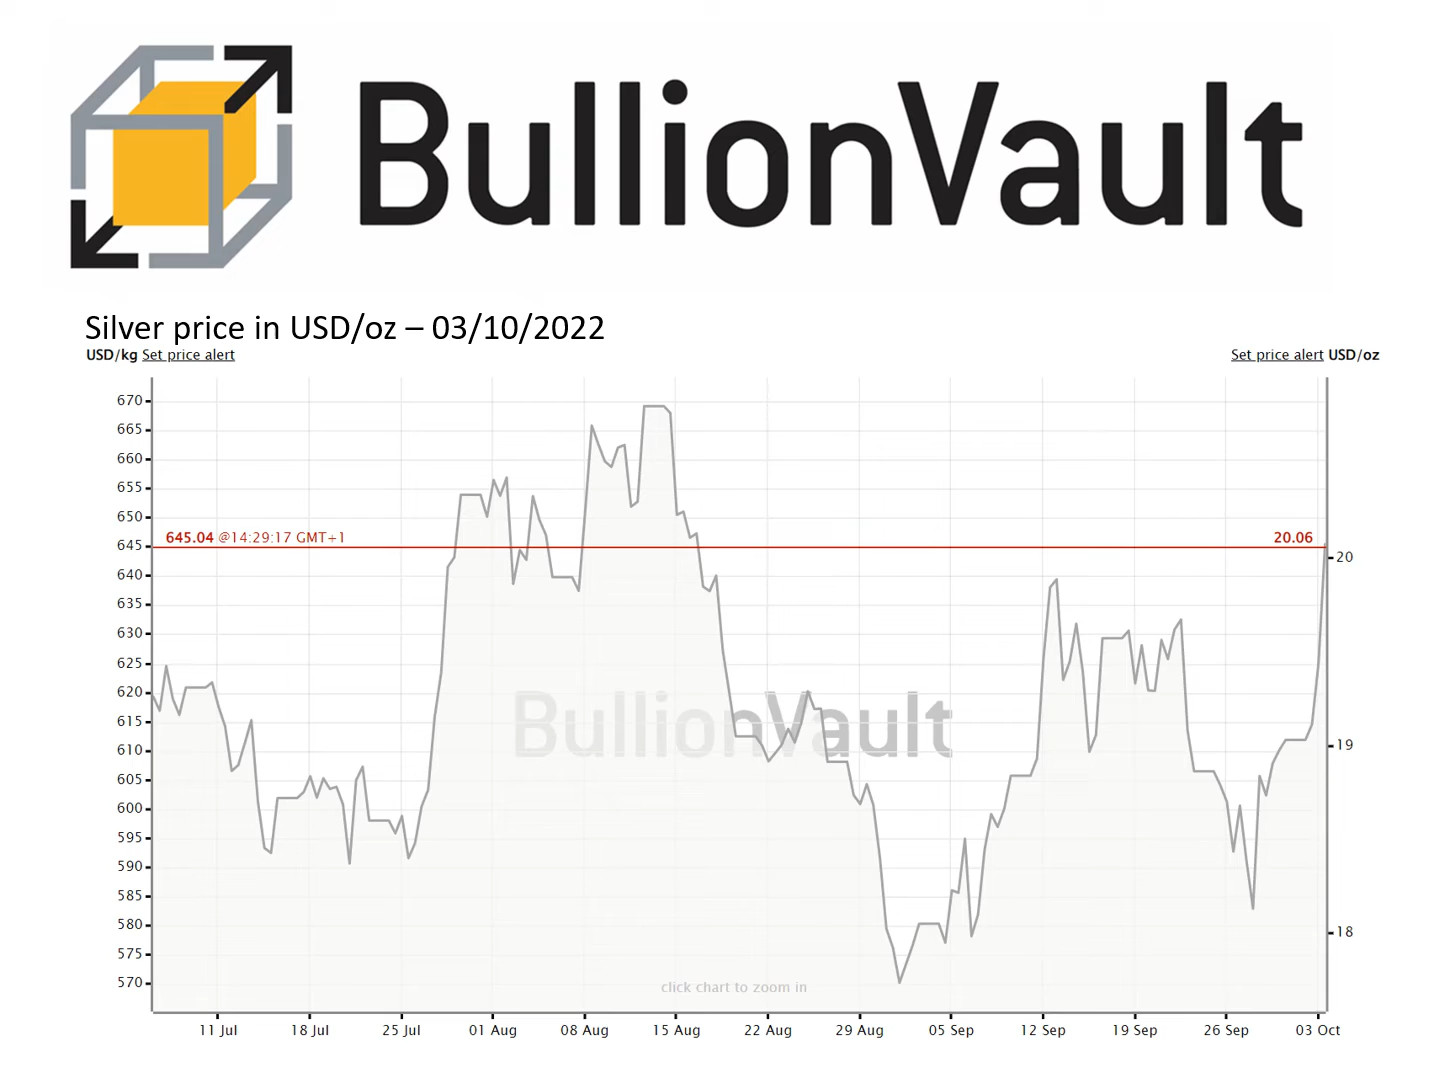 BullionVault
Silver price in USD/oz – 03/10/2022
USD/kg Set price alert
Set price alert USD/oz
670
665
660
655
650
645.04 @14:29:17 GMT+1
20.06
645
20
640
635
630
625
620
BullionVault
615
610
19
605
600
595
590
585
580
18
575
570
click chart to zoom in
11 Jul
18 Jul
25 Jul
01 Aug
08 Aug
15 Aug
22 Aug
29 Aug
05 Sep
12 Sep
19 Sep
26 Sep
03 Oct